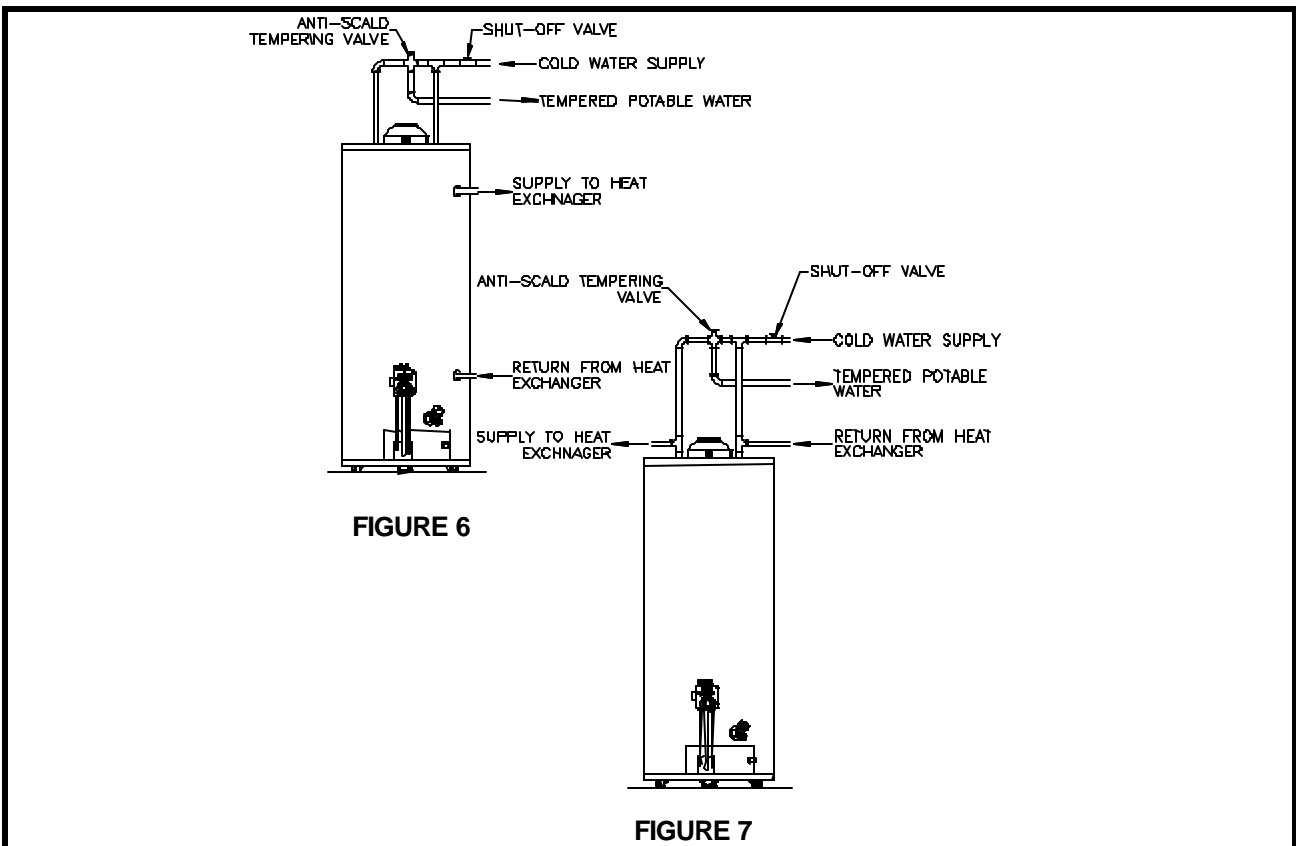 ANTI-SCALD
TEMPERING VALVE
SHUT-OFF VALVE
COLD WATER SUPPLY
TEMPERED POTABLE WATER
SUPPLY TO HEAT
EXCHNAGER
RETURN FROM HEAT
EXCHANGER
FIGURE 6
ANTI-SCALD TEMPERING
VALVE
SHUT-OFF VALVE
COLD WATER SUPPLY
TEMPERED POTABLE
WATER
SUPPLY TO HEAT
EXCHNAGER
RETURN FROM HEAT
EXCHANGER
FIGURE 7